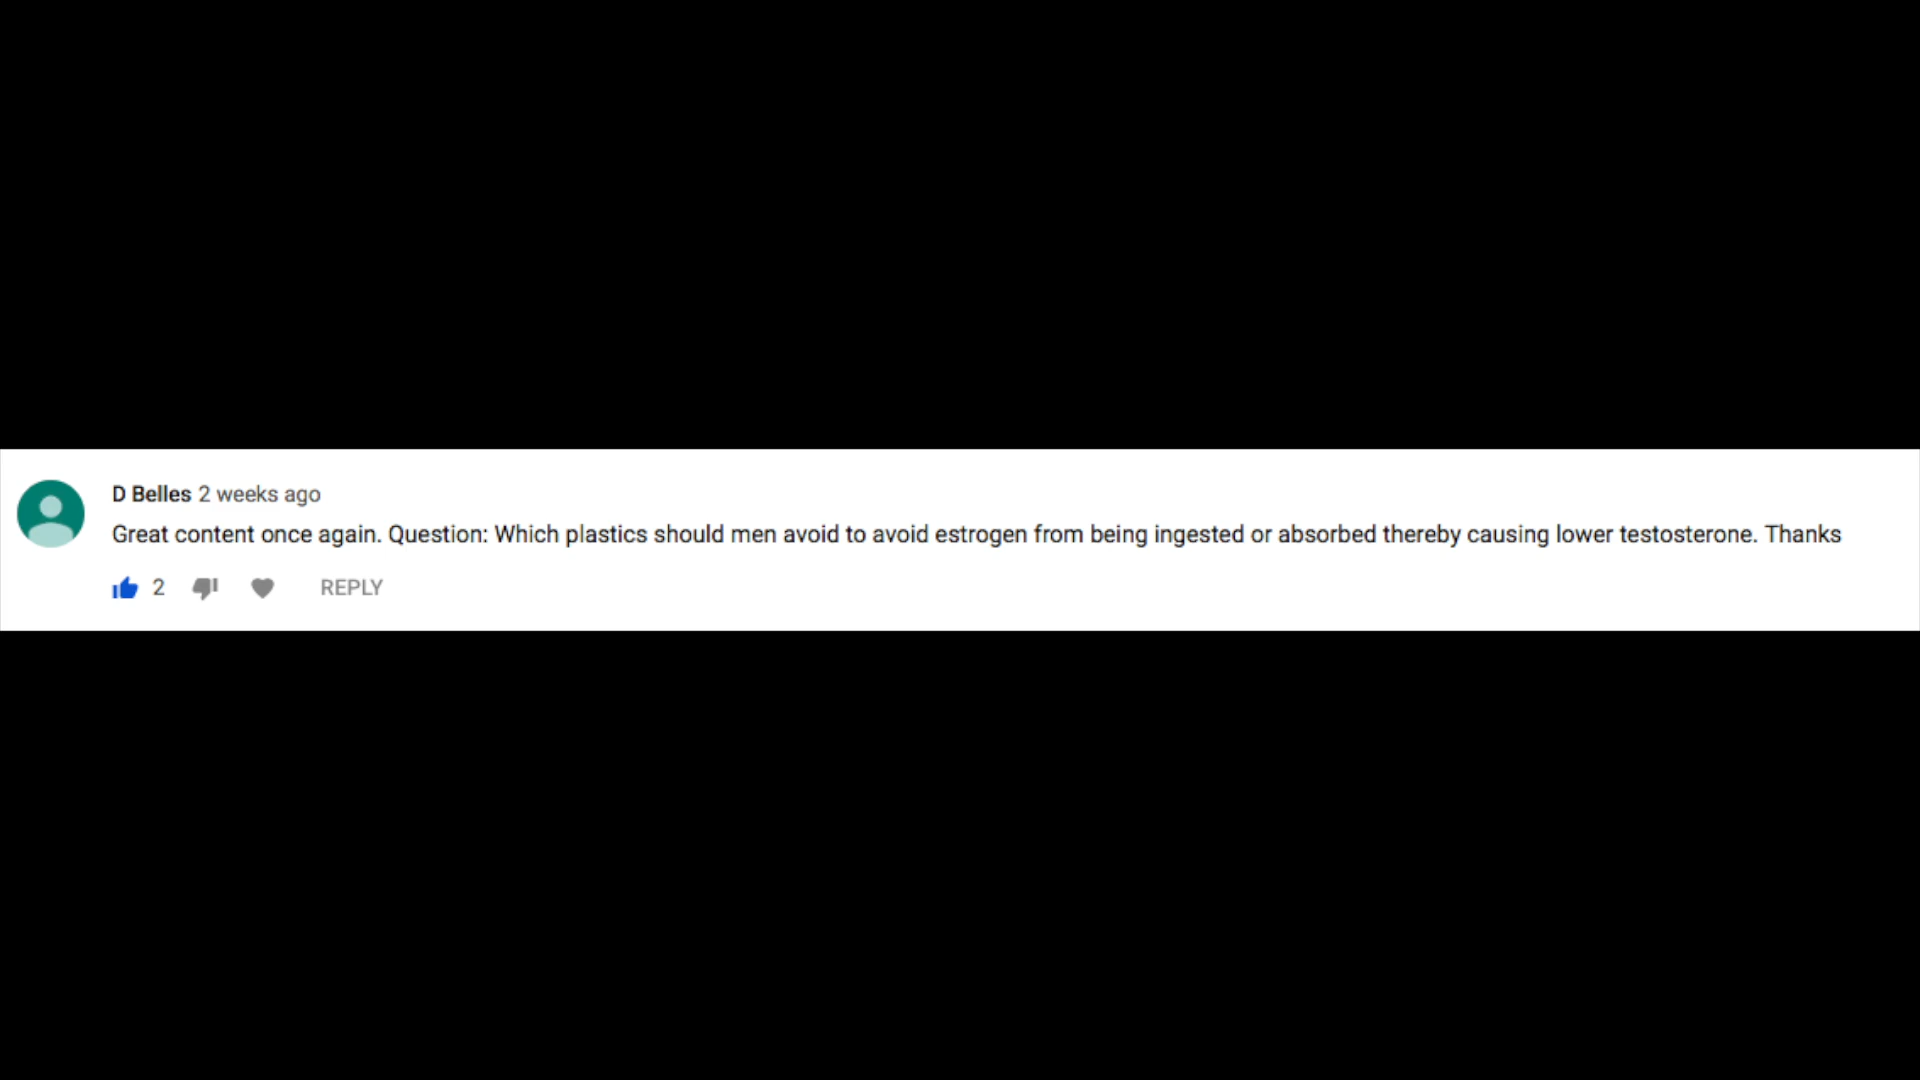 D Belles 2 weeks ago
Great content once again. Question: Which plastics should men avoid to avoid estrogen from being ingested or absorbed thereby causing lower testosterone. Thanks
2 REPLY